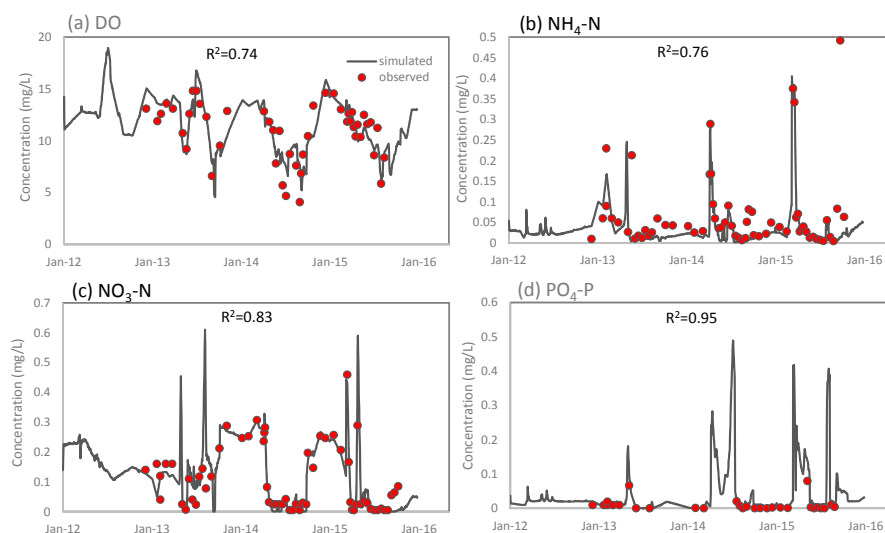 (a) DO
R²=0.74
simulated
observed
Concentration (mg/L)
20
15
10
5
0
Jan-12 Jan-13 Jan-14 Jan-15 Jan-16
(b) NH₄-N
R²=0.76
Concentration (mg/L)
0.5
0.45
0.4
0.35
0.3
0.25
0.2
0.15
0.1
0.05
0
Jan-12 Jan-13 Jan-14 Jan-15 Jan-16
(c) NO₃-N
R²=0.83
Concentration (mg/L)
0.7
0.6
0.5
0.4
0.3
0.2
0.1
0
Jan-12 Jan-13 Jan-14 Jan-15 Jan-16
(d) PO₄-P
R²=0.95
Concentration (mg/L)
0.6
0.5
0.4
0.3
0.2
0.1
0
Jan-12 Jan-13 Jan-14 Jan-15 Jan-16